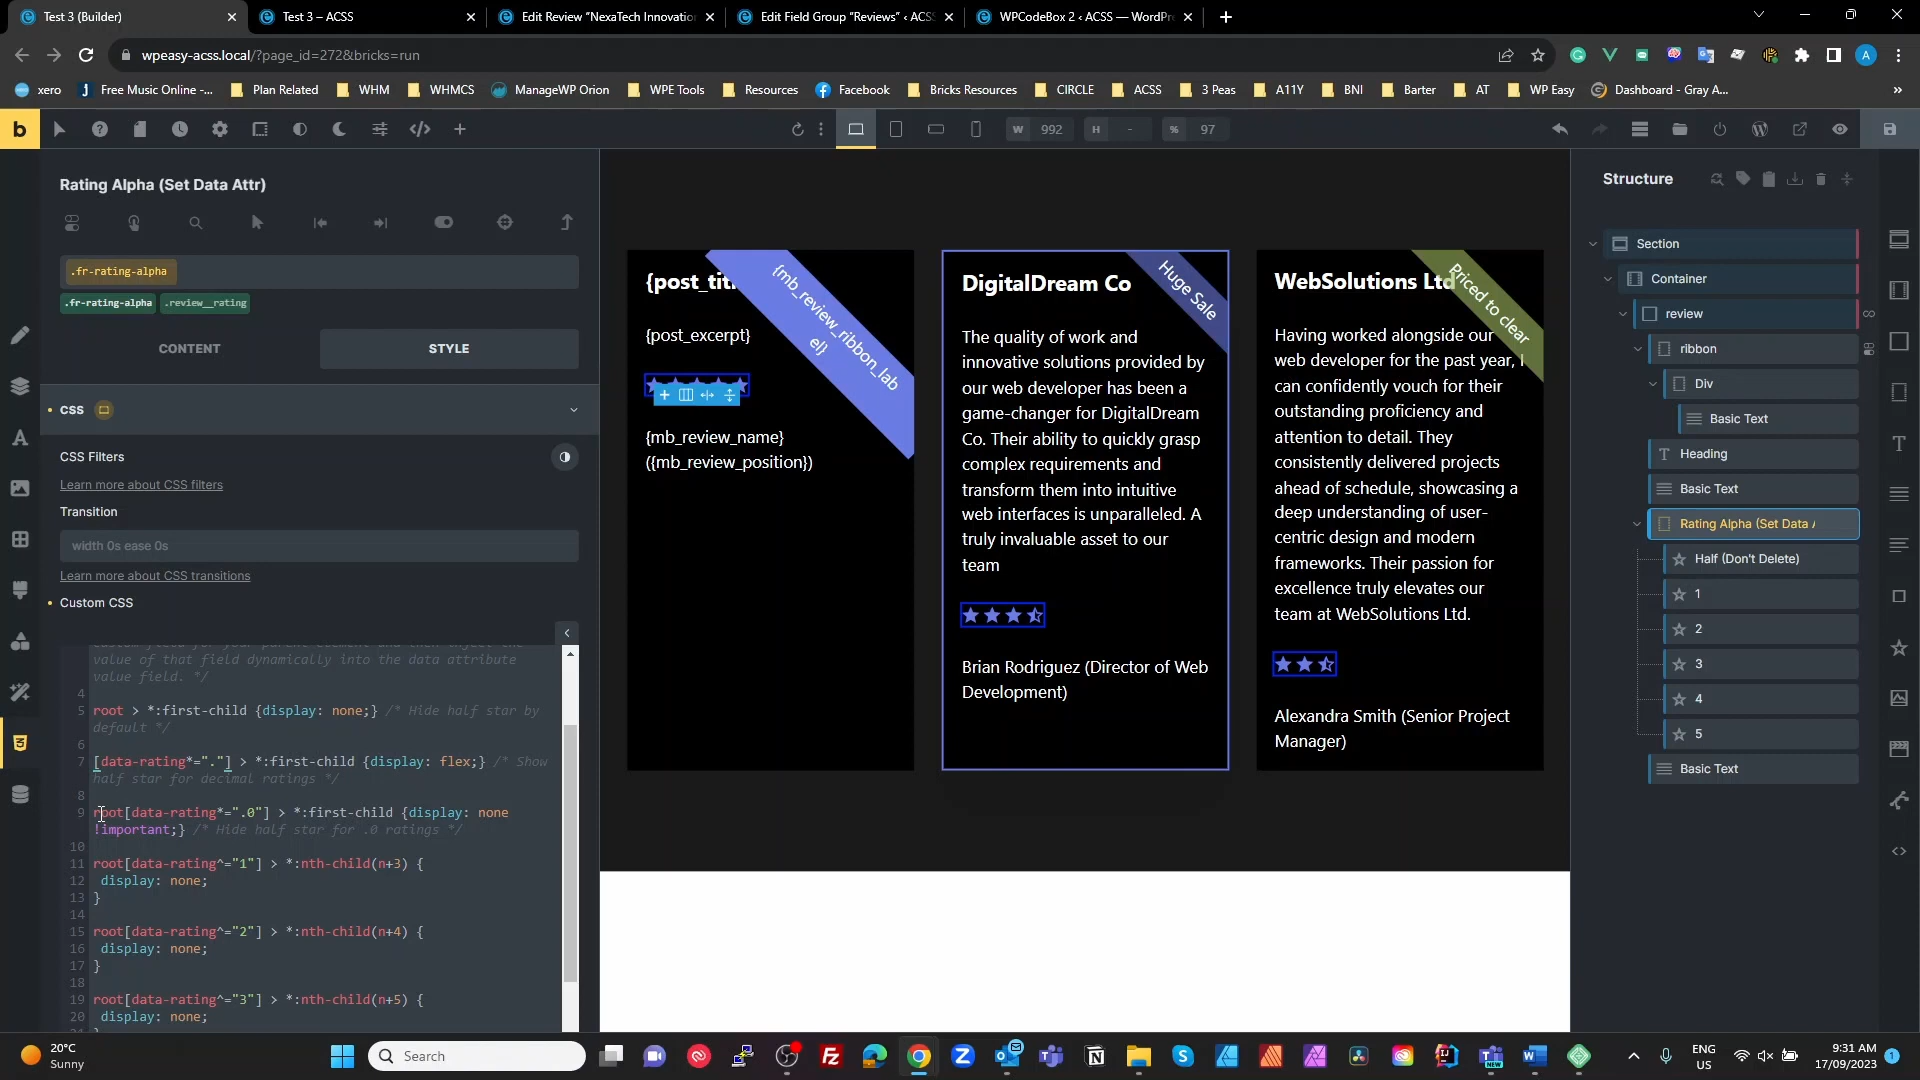 Test 3 (Builder)
Test 3 – ACSS
Edit Review "NexaTech Innovation
Edit Field Group "Reviews" ‹ ACSS
WPCodeBox 2 ‹ ACSS — WordPr
wpeasy-acss.local/?page_id=272&bricks=run
xero
Free Music Online -...
Plan Related
WHM
WHMCS
ManageWP Orion
WPE Tools
Resources
Facebook
Bricks Resources
CIRCLE
ACSS
3 Peas
A11Y
BNI
Barter
AT
WP Easy
Dashboard - Gray A...
W 992
H -
% 97
Rating Alpha (Set Data Attr)
.fr-rating-alpha
.fr-rating-alpha
.review__rating
CONTENT
STYLE
CSS
CSS Filters
Learn more about CSS filters
Transition
width 0s ease 0s
Learn more about CSS transitions
Custom CSS
custom field for your parent element and then inject the
value of that field dynamically into the data attribute
value field. */
4
5 root > *:first-child {display: none;} /* Hide half star by
default */
6
7 [data-rating*="."] > *:first-child {display: flex;} /* Show
half star for decimal ratings */
8
9 root[data-rating*=".0"] > *:first-child {display: none
!important;} /* Hide half star for .0 ratings */
10
11 root[data-rating^="1"] > *:nth-child(n+3) {
12 display: none;
13 }
14
15 root[data-rating^="2"] > *:nth-child(n+4) {
16 display: none;
17 }
18
19 root[data-rating^="3"] > *:nth-child(n+5) {
20 display: none;
{post_tit
{mb_review_ribbon_lab
el}
{post_excerpt}
{mb_review_name}
({mb_review_position})
DigitalDream Co
Huge Sale
The quality of work and
innovative solutions provided by
our web developer has been a
game-changer for DigitalDream
Co. Their ability to quickly grasp
complex requirements and
transform them into intuitive
web interfaces is unparalleled. A
truly invaluable asset to our
team
Brian Rodriguez (Director of Web
Development)
WebSolutions Ltd
Priced to clear
Having worked alongside our
web developer for the past year, I
can confidently vouch for their
outstanding proficiency and
attention to detail. They
consistently delivered projects
ahead of schedule, showcasing a
deep understanding of user-
centric design and modern
frameworks. Their passion for
excellence truly elevates our
team at WebSolutions Ltd.
Alexandra Smith (Senior Project
Manager)
Structure
Section
Container
review
ribbon
Div
Basic Text
Heading
Basic Text
Rating Alpha (Set Data A
Half (Don't Delete)
1
2
3
4
5
Basic Text
20°C
Sunny
Search
ENG
US
9:31 AM
17/09/2023